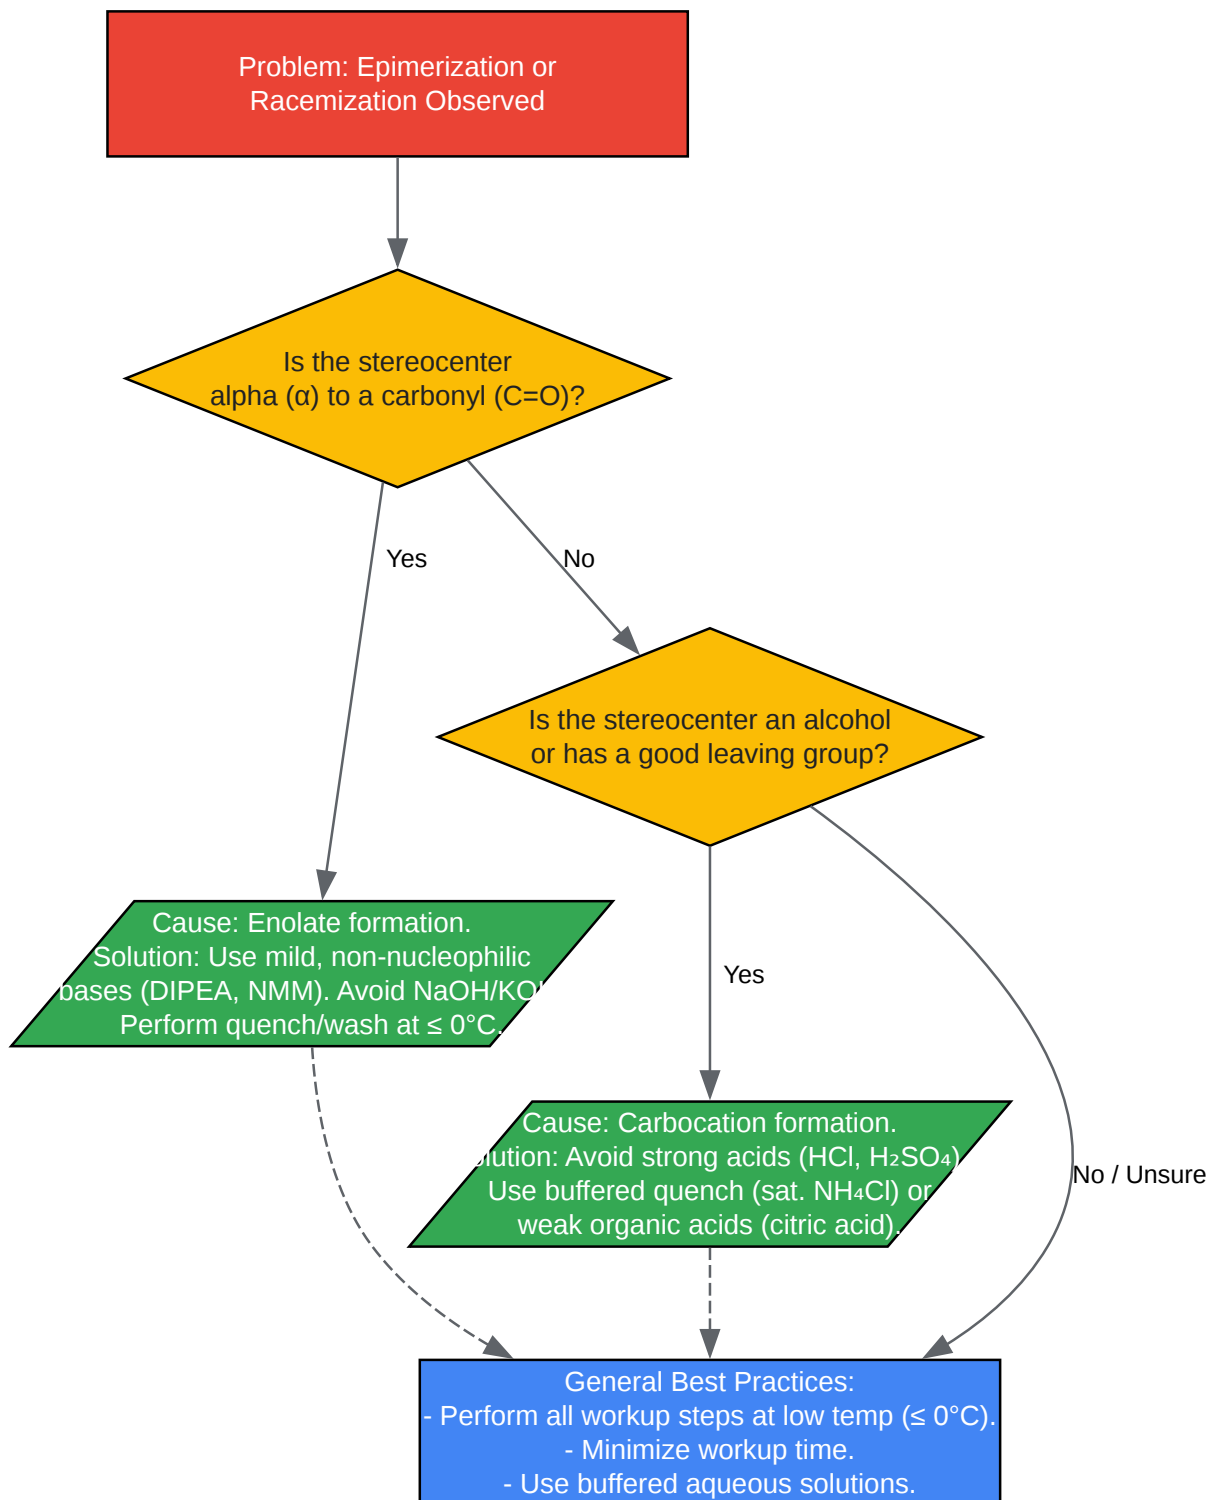 Problem: Epimerization or
Racemization Observed
Is the stereocenter
alpha (α) to a carbonyl (C=O)?
Yes
No
Is the stereocenter an alcohol
or has a good leaving group?
Cause: Enolate formation.
Solution: Use mild, non-nucleophilic
bases (DIPEA, NMM). Avoid
Perform quench/wash at ≤ 0°C.
Yes
Cause: Carbocation formation.
Avoid strong acids (HCl, H₂SO₄)
Use buffered quench (sat. NH₄Cl) or
weak organic acids (citric acid).
No / Unsure
General Best Practices:
- Perform all workup steps at low temp (≤ 0°C).
- Minimize workup time.
- Use buffered aqueous solutions.